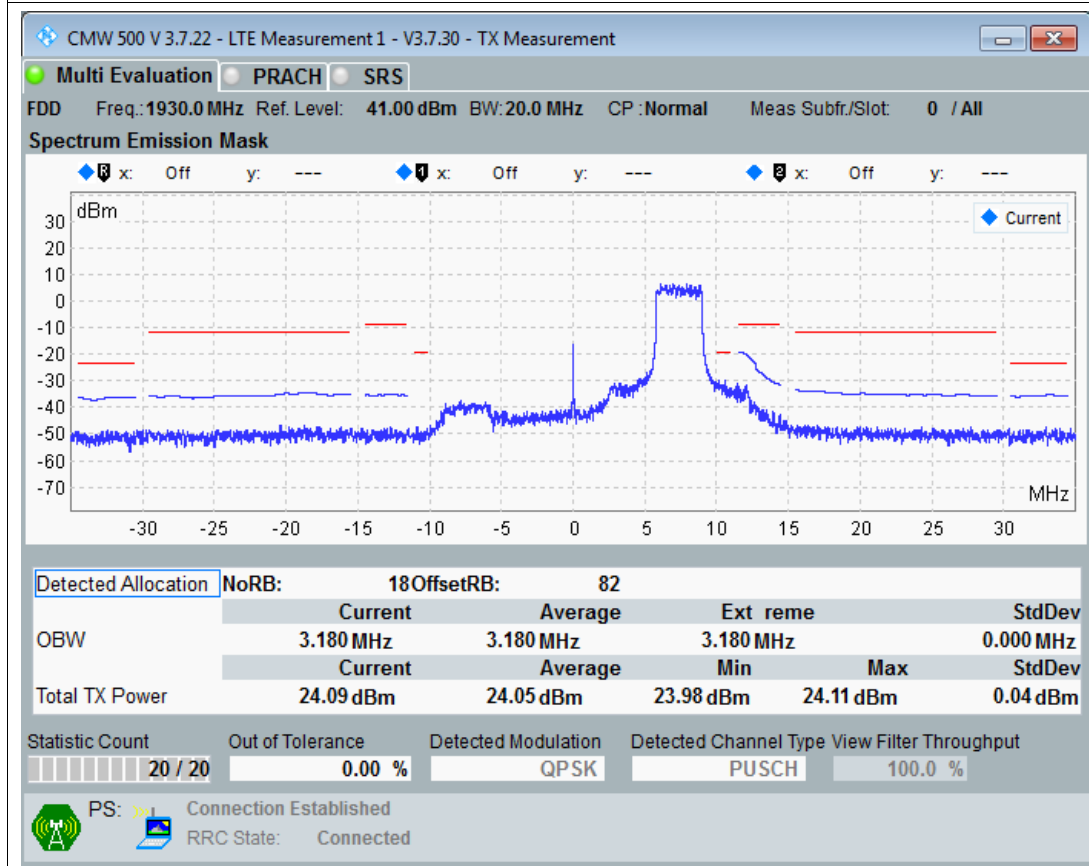 CMW 500 V 3.7.22 - LTE Measurement 1 - V3.7.30 - TX Measurement
Multi Evaluation PRACH SRS
FDD Freq.: 1930.0 MHz Ref. Level: 41.00 dBm BW: 20.0 MHz CP : Normal Meas Subfr./Slot: 0 / All
Spectrum Emission Mask
R x: Off y: --- 1 x: Off y: --- 2 x: Off y: ---
dBm
Current
30
20
10
0
-10
-20
-30
-40
-50
-60
-70
MHz
-30 -25 -20 -15 -10 -5 0 5 10 15 20 25 30
Detected Allocation NoRB: 18 OffsetRB: 82
Current Average Ext reme StdDev
OBW 3.180 MHz 3.180 MHz 3.180 MHz 0.000 MHz
Current Average Min Max StdDev
Total TX Power 24.09 dBm 24.05 dBm 23.98 dBm 24.11 dBm 0.04 dBm
Statistic Count Out of Tolerance Detected Modulation Detected Channel Type View Filter Throughput
20 / 20 0.00 % QPSK PUSCH 100.0 %
PS: Connection Established
RRC State: Connected